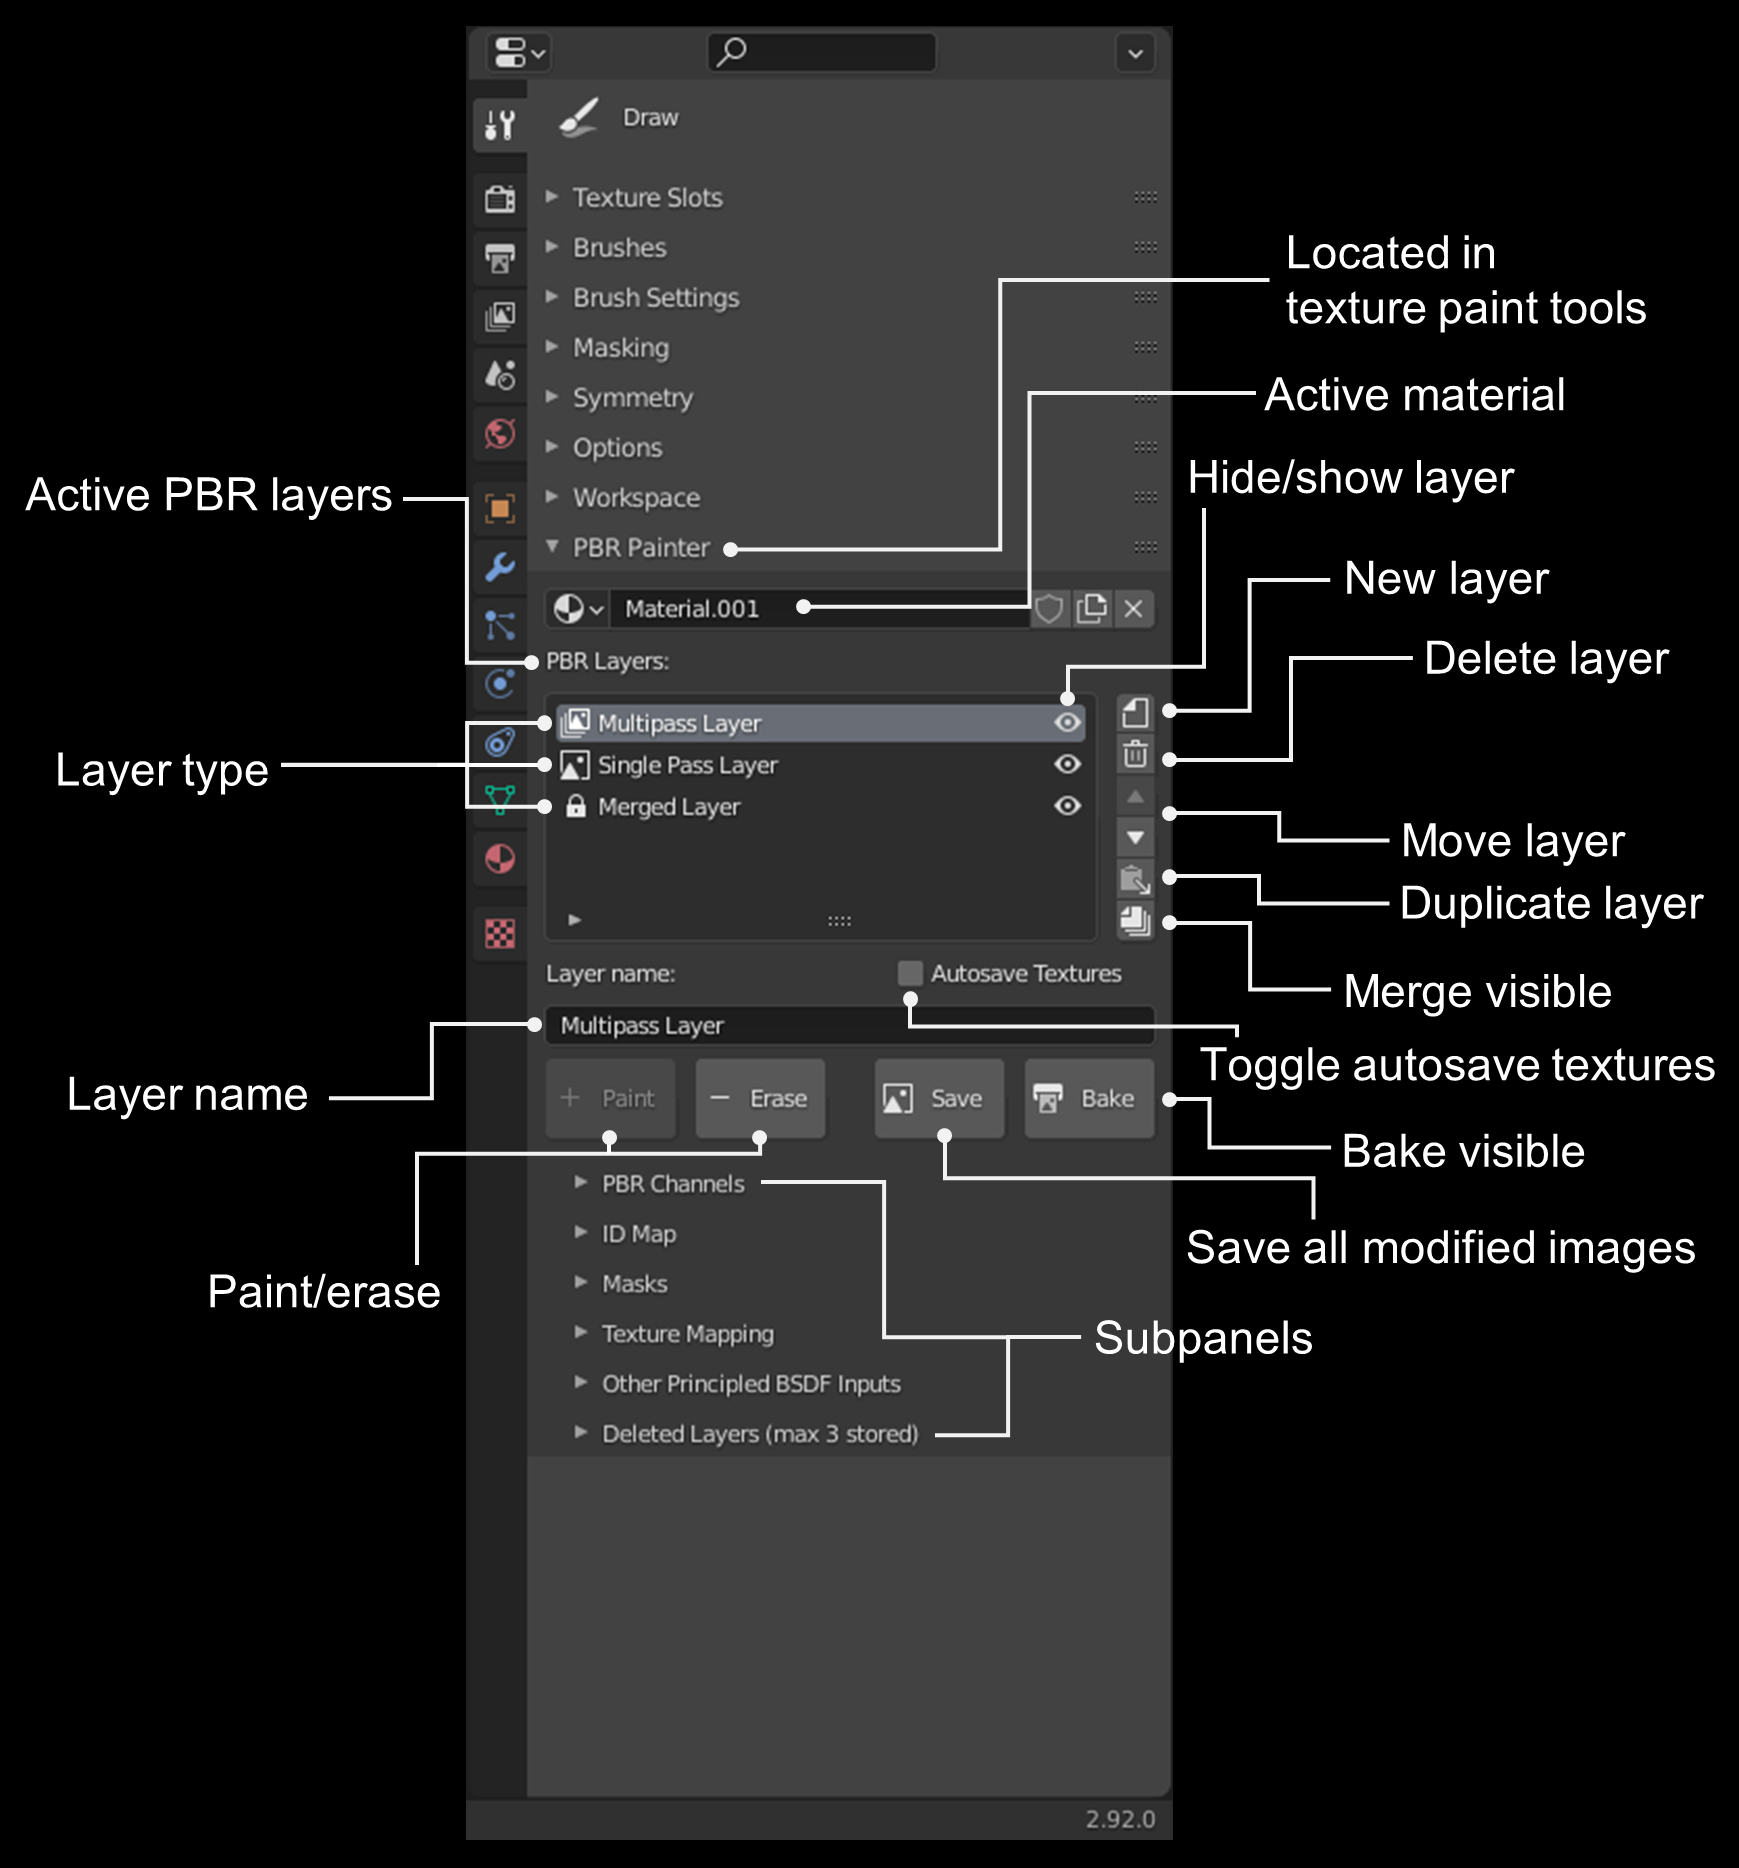 Draw
Texture Slots
Brushes
Located in
texture paint tools
Brush Settings
Masking
Symmetry
Active material
Options
Hide/show layer
Active PBR layers
Workspace
PBR Painter
New layer
Material.001
PBR Layers:
Delete layer
Multipass Layer
Layer type
Single Pass Layer
Merged Layer
Move layer
Duplicate layer
Layer name:
Autosave Textures
Merge visible
Multipass Layer
Toggle autosave textures
Layer name
Paint
Erase
Save
Bake
Bake visible
PBR Channels
ID Map
Save all modified images
Paint/erase
Masks
Texture Mapping
Subpanels
Other Principled BSDF Inputs
Deleted Layers (max 3 stored)
2.92.0